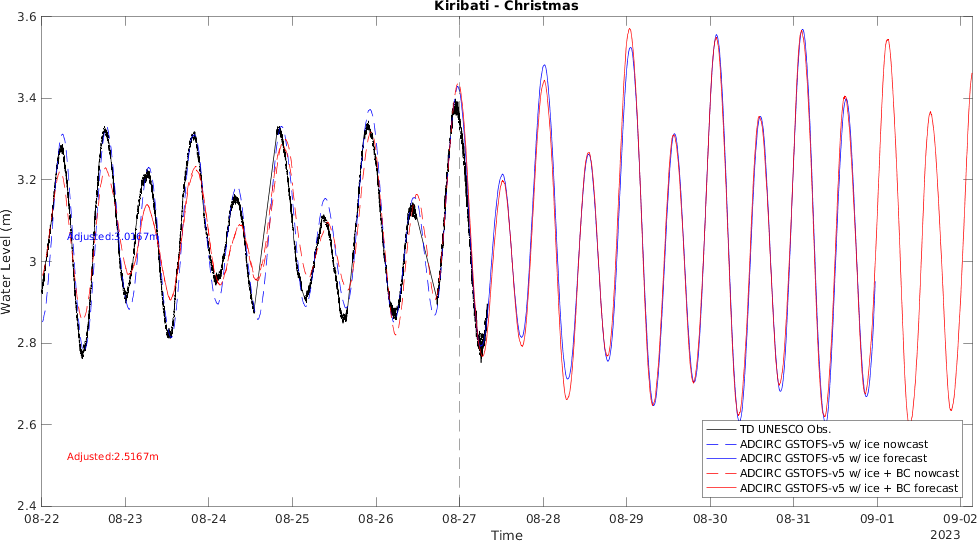 Kiribati - Christmas
3.6
3.4
3.2
3
2.8
2.6
2.4
Water Level (m)
Adjusted:3.0167m
Adjusted:2.5167m
TD UNESCO Obs.
ADCIRC GSTOFS-v5 w/ ice nowcast
ADCIRC GSTOFS-v5 w/ ice forecast
ADCIRC GSTOFS-v5 w/ ice + BC nowcast
ADCIRC GSTOFS-v5 w/ ice + BC forecast
08-22 08-23 08-24 08-25 08-26 08-27 08-28 08-29 08-30 08-31 09-01 09-02
Time
2023